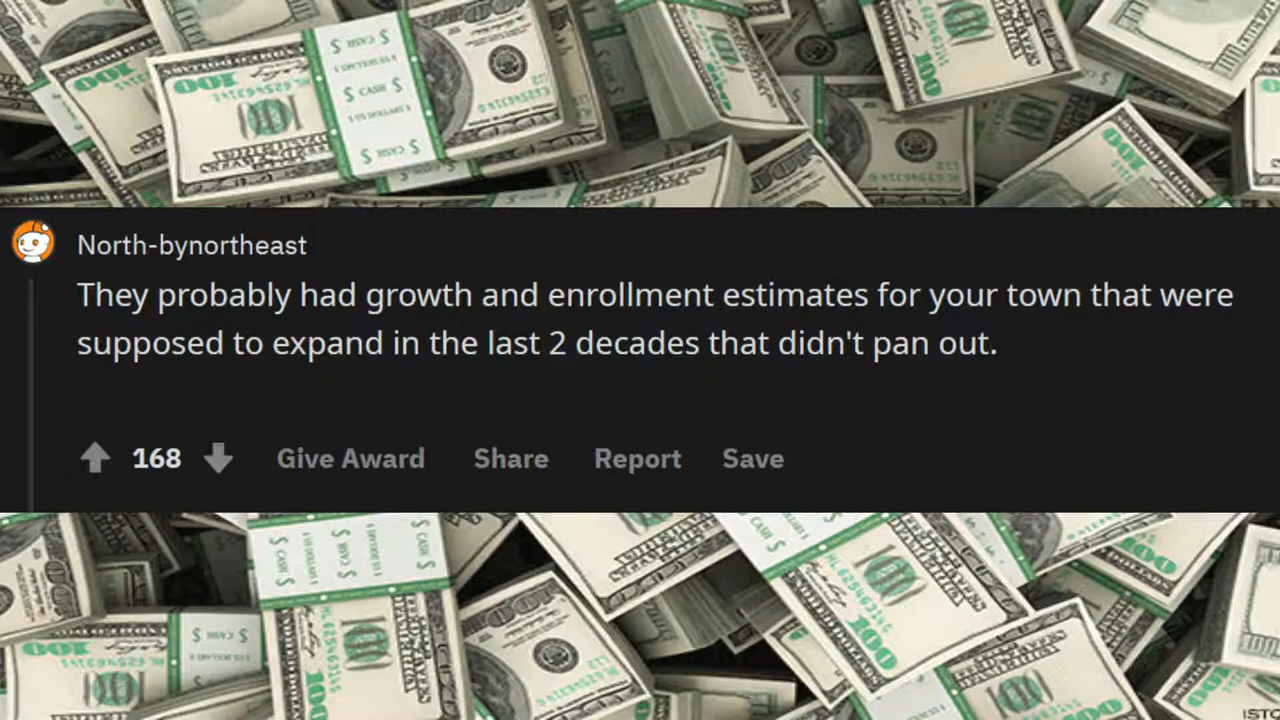 North-bynortheast
They probably had growth and enrollment estimates for your town that were
supposed to expand in the last 2 decades that didn't pan out.
168 Give Award Share Report Save